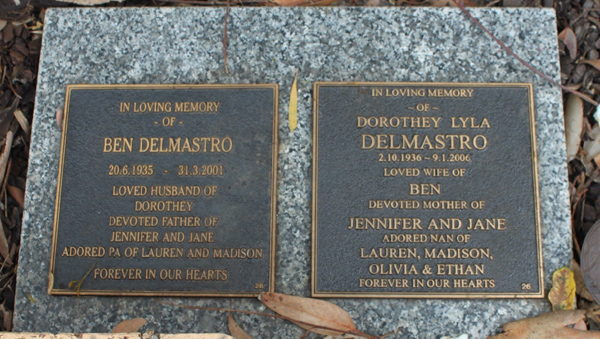 IN LOVING MEMORY
- OF -
BEN DELMASTRO
20.6.1935 - 31.3.2001
LOVED HUSBAND OF
DOROTHEY
DEVOTED FATHER OF
JENNIFER AND JANE
ADORED PA OF LAUREN AND MADISON
FOREVER IN OUR HEARTS
26
IN LOVING MEMORY
~ OF ~
DOROTHEY LYLA
DELMASTRO
2.10.1936 ~ 9.1.2006
LOVED WIFE OF
BEN
DEVOTED MOTHER OF
JENNIFER AND JANE
ADORED NAN OF
LAUREN, MADISON,
OLIVIA & ETHAN
FOREVER IN OUR HEARTS
26